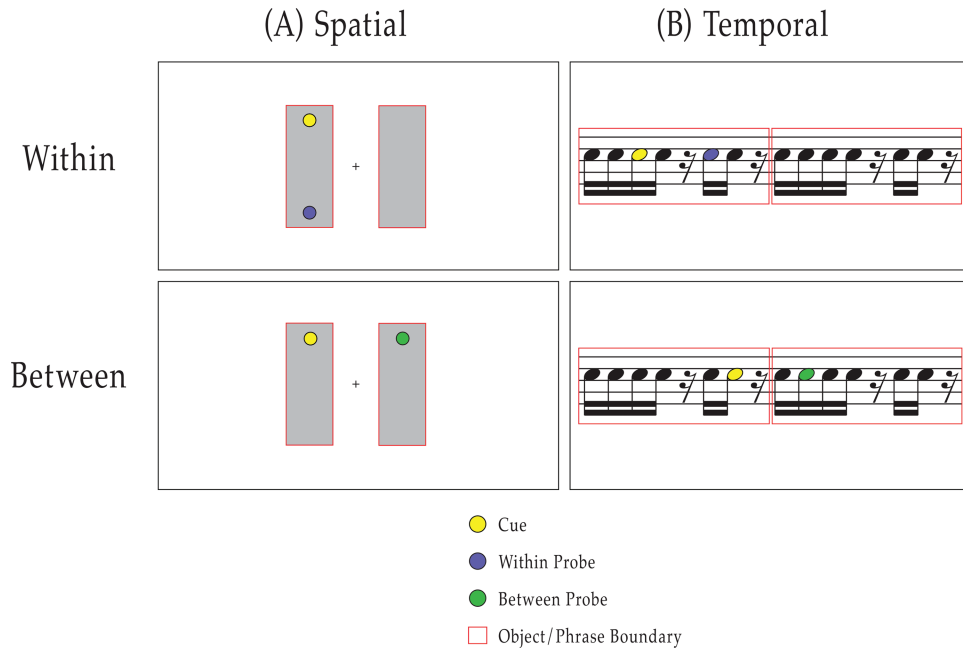 (A) Spatial
(B) Temporal
Within
+
Between
+
Cue
Within Probe
Between Probe
Object/Phrase Boundary